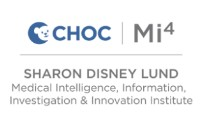 CHOC | Mi⁴
SHARON DISNEY LUND
Medical Intelligence, Information,
Investigation & Innovation Institute